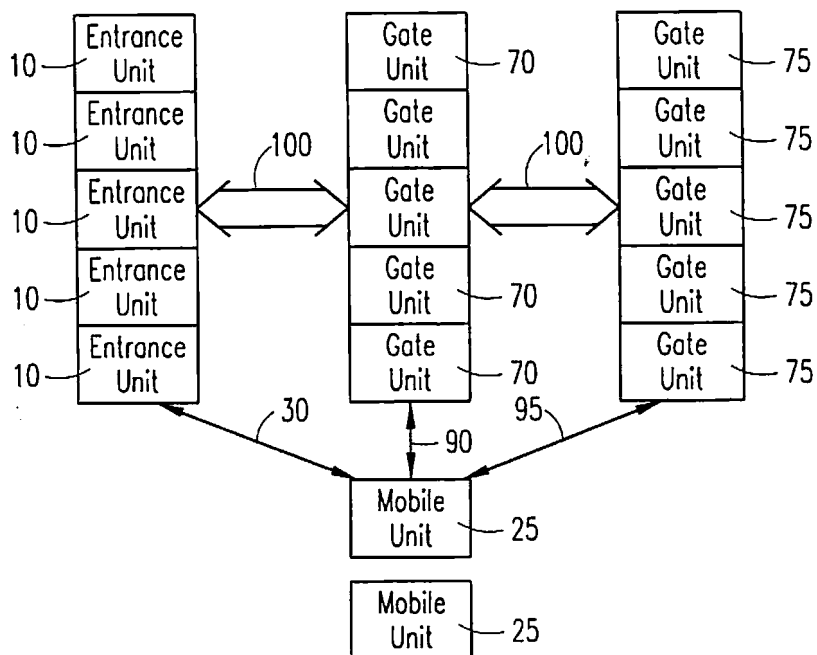 10 Entrance Unit
Gate Unit 70
Gate Unit 75
10 Entrance Unit
Gate Unit
Gate Unit 75
100
100
10 Entrance Unit
Gate Unit
Gate Unit 75
10 Entrance Unit
Gate Unit 70
Gate Unit 75
10 Entrance Unit
Gate Unit 70
Gate Unit 75
30
90
95
Mobile Unit 25
Mobile Unit 25